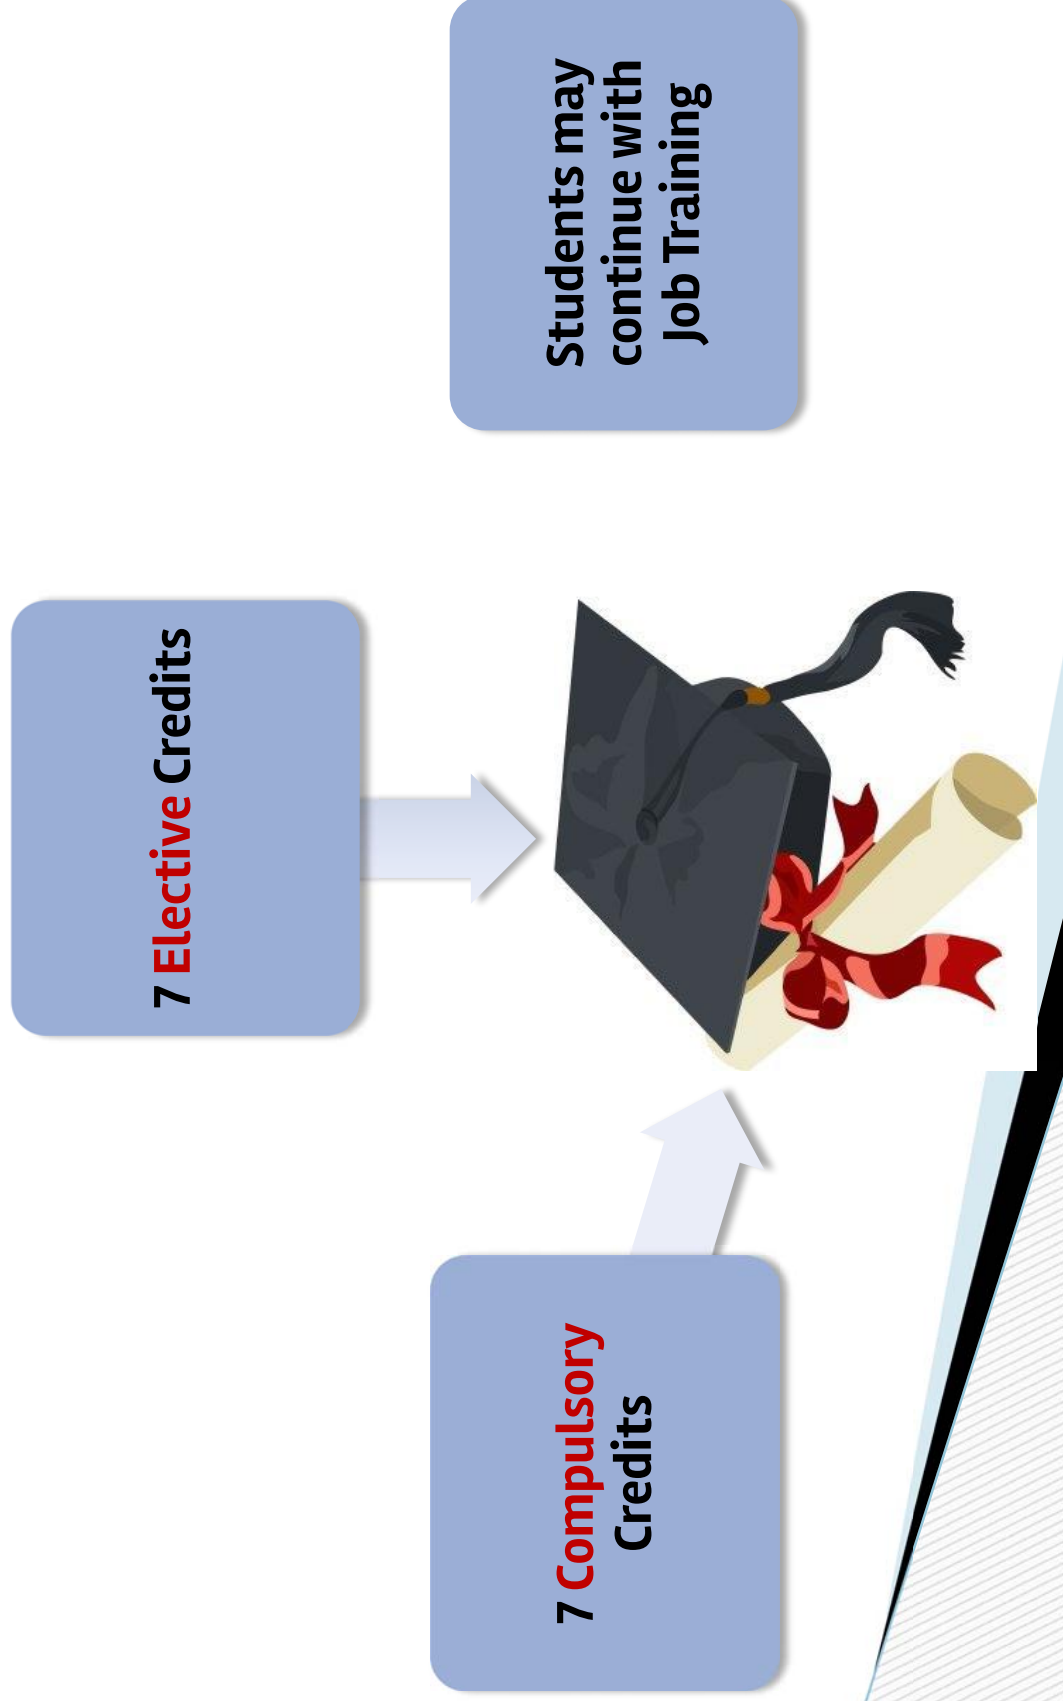 7 Compulsory
Credits
7 Elective Credits
Students may
continue with
Job Training